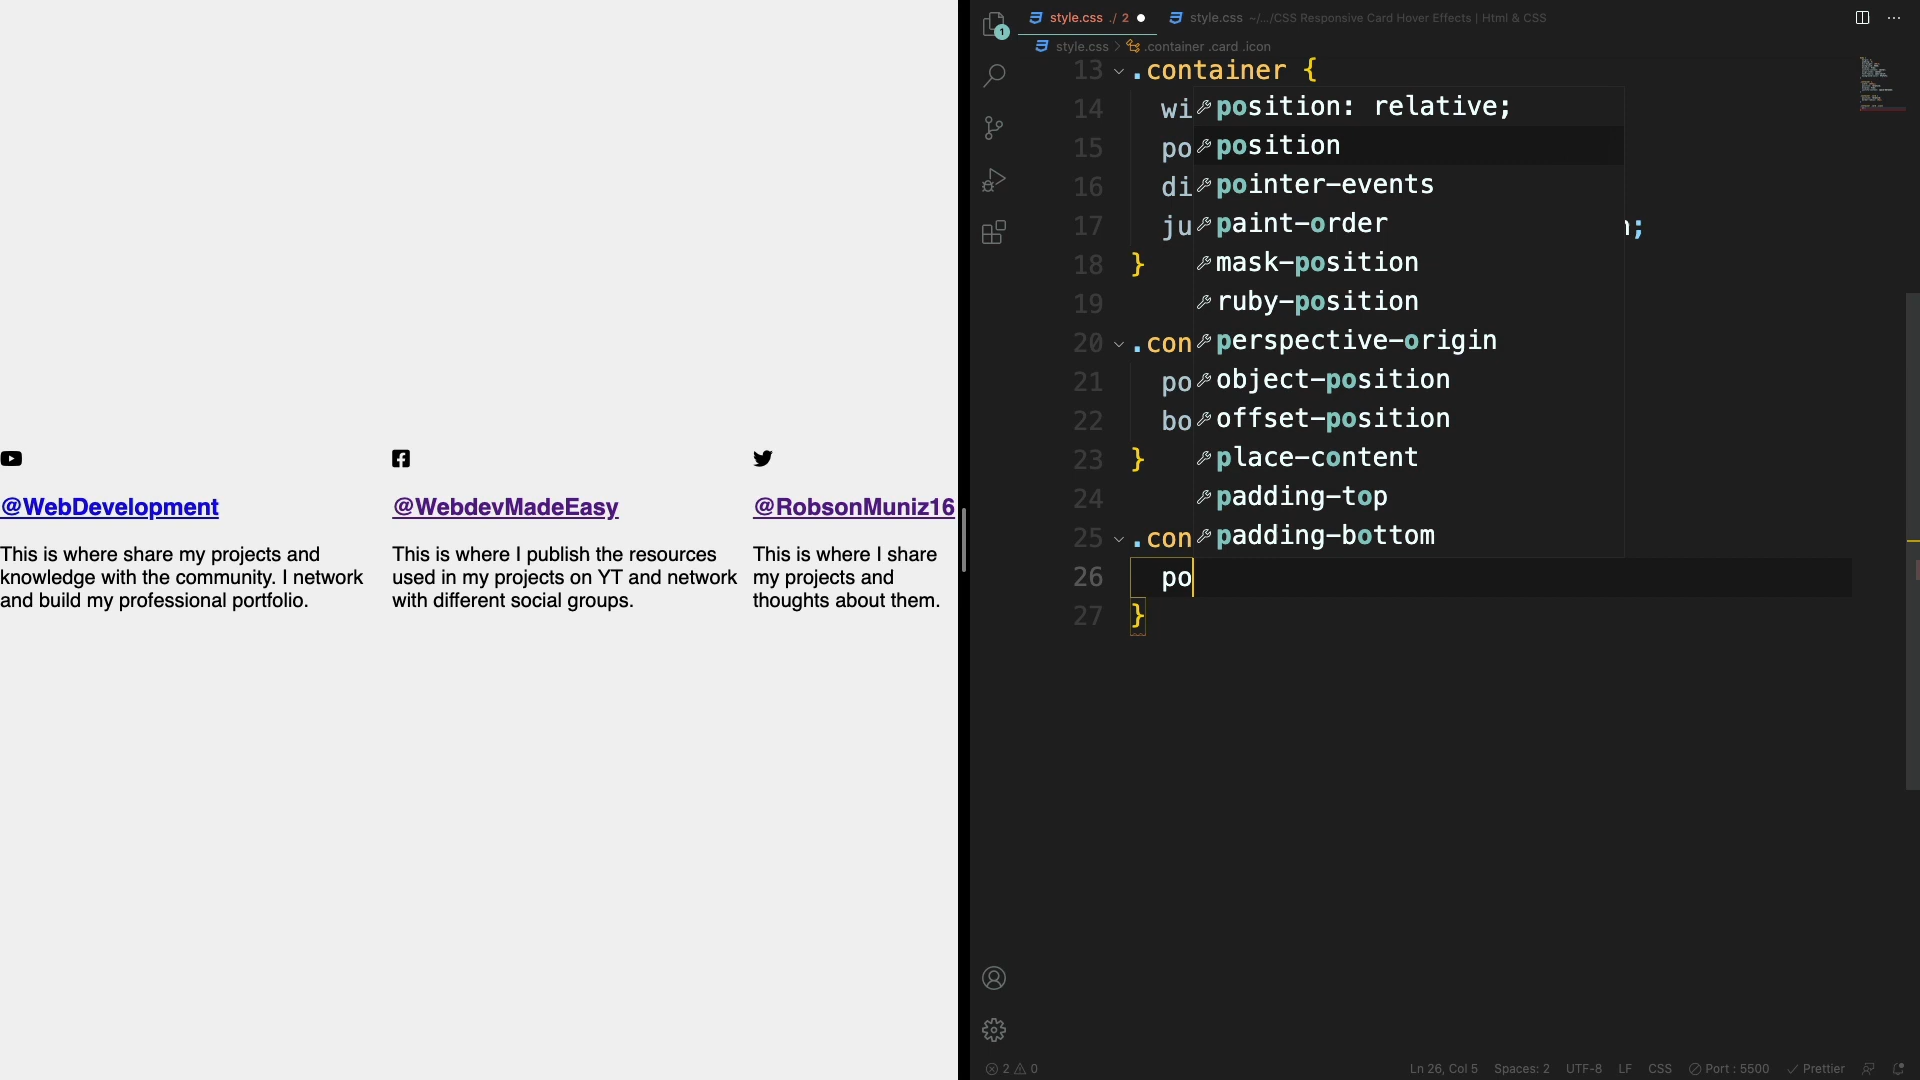 @WebDevelopment
This is where share my projects and
knowledge with the community. I network
and build my professional portfolio.
@WebdevMadeEasy
This is where I publish the resources
used in my projects on YT and network
with different social groups.
@RobsonMuniz16
This is where I share
my projects and
thoughts about them.
style.css ./ 2
style.css ~/.../CSS Responsive Card Hover Effects | Html & CSS
1
style.css > .container .card .icon
13 .container {
14 wi
15 po
16 di
17 ju ;
18 }
19
20 .con
21 po
22 bo
23 }
24
25 .con
26 po
27 }
position: relative;
position
pointer-events
paint-order
mask-position
ruby-position
perspective-origin
object-position
offset-position
place-content
padding-top
padding-bottom
2 0
Ln 26, Col 5 Spaces: 2 UTF-8 LF CSS Port : 5500 Prettier